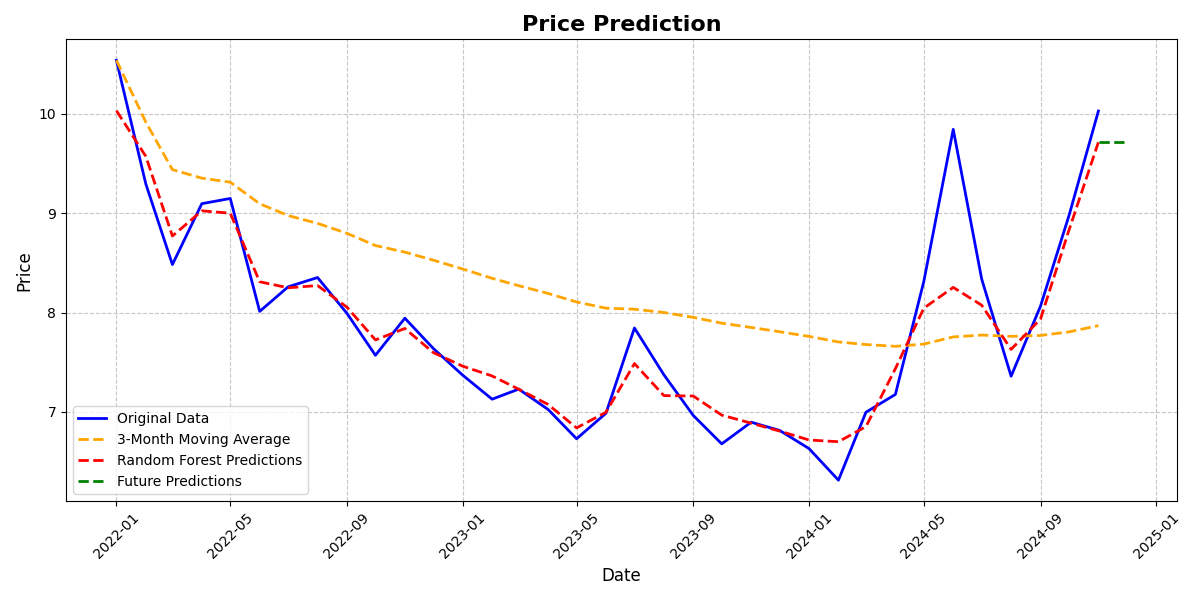 Price Prediction
Price
10
9
8
7
Original Data
3-Month Moving Average
Random Forest Predictions
Future Predictions
2022-01
2022-05
2022-09
2023-01
2023-05
2023-09
2024-01
2024-05
2024-09
2025-01
Date